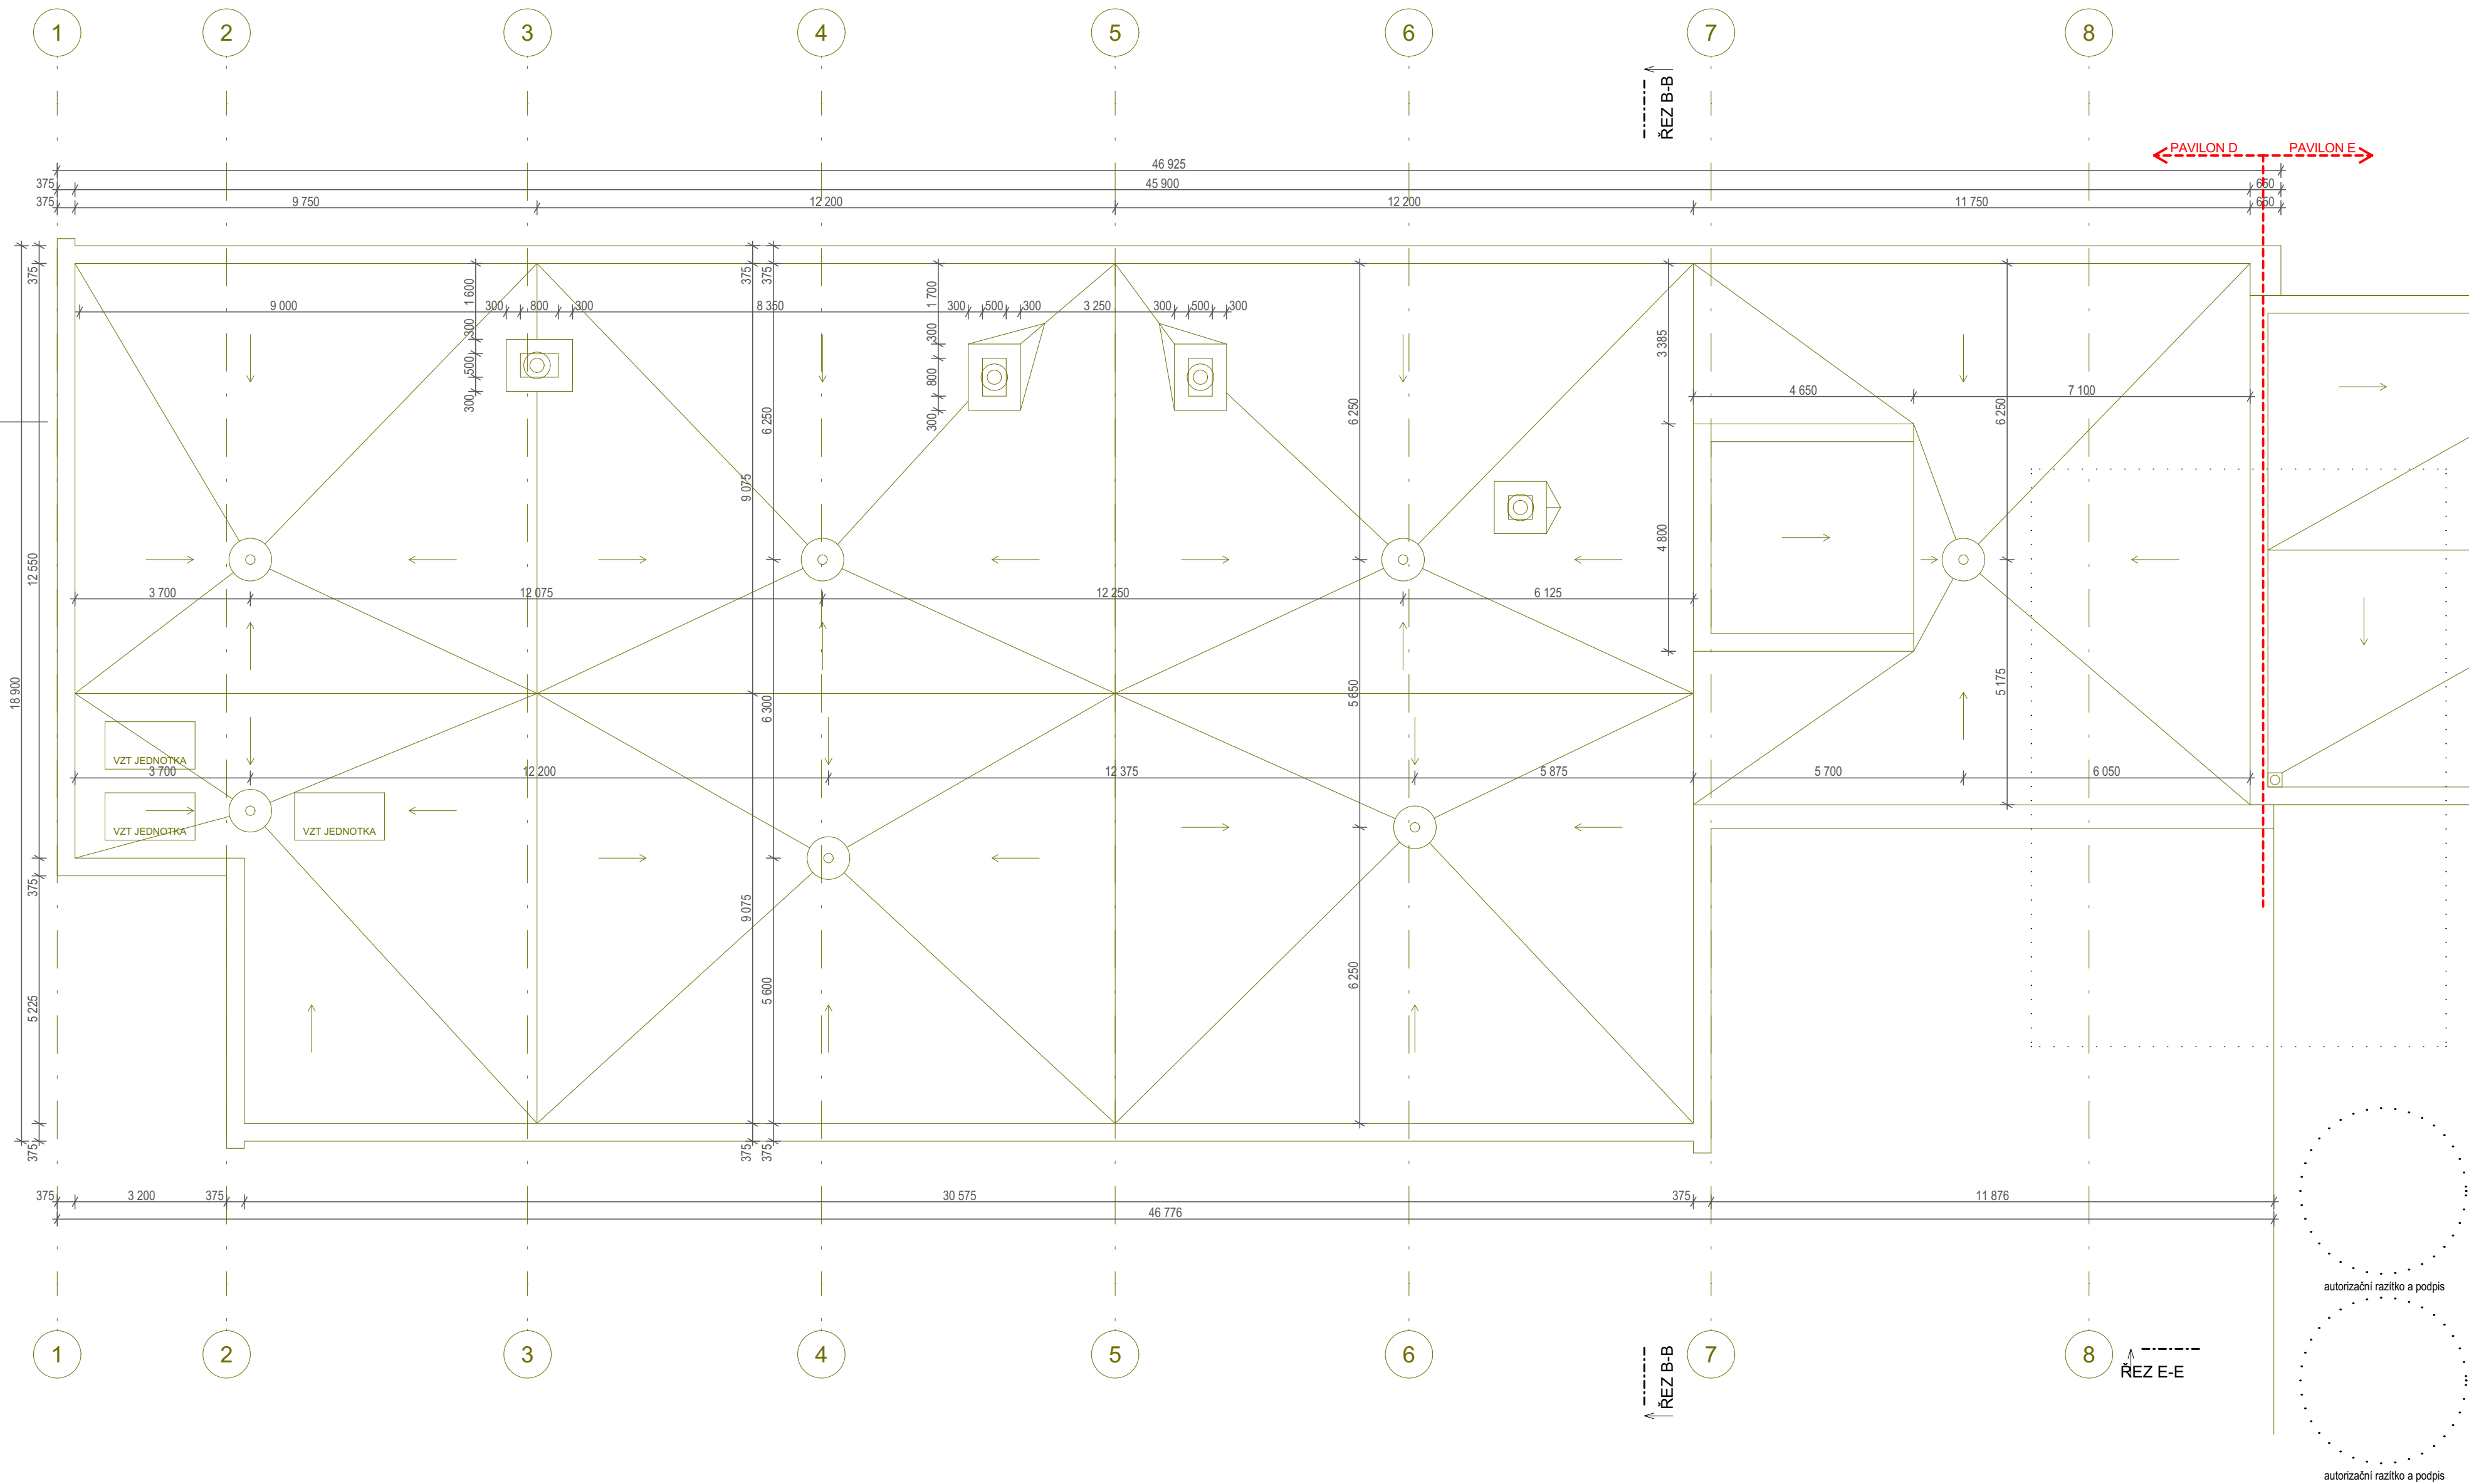 1 2 3 4 5 6 7 8
ŘEZ B-B
PAVILON D PAVILON E
46 925
375 45 900 650
375 9 750 12 200 12 200 11 750 650
375 375 375
1 600 1 700
9 000 300 800 300 8 350 300 500 300 3 250 300 500 300
300 500 300
300 800 300
3 385
4 650 7 100
6 250 6 250 6 250
9 075
4 800
12 550
3 700 12 075 12 250 6 125
18 900
6 300 5 650 5 175
VZT JEDNOTKA
3 700 12 200 12 375 5 875 5 700 6 050
VZT JEDNOTKA VZT JEDNOTKA
375
9 075
5 225 5 600 6 250
375 375 375
375 3 200 375 30 575 375 11 876
46 776
autorizační razítko a podpis
1 2 3 4 5 6 7 8
ŘEZ B-B
ŘEZ E-E
autorizační razítko a podpis